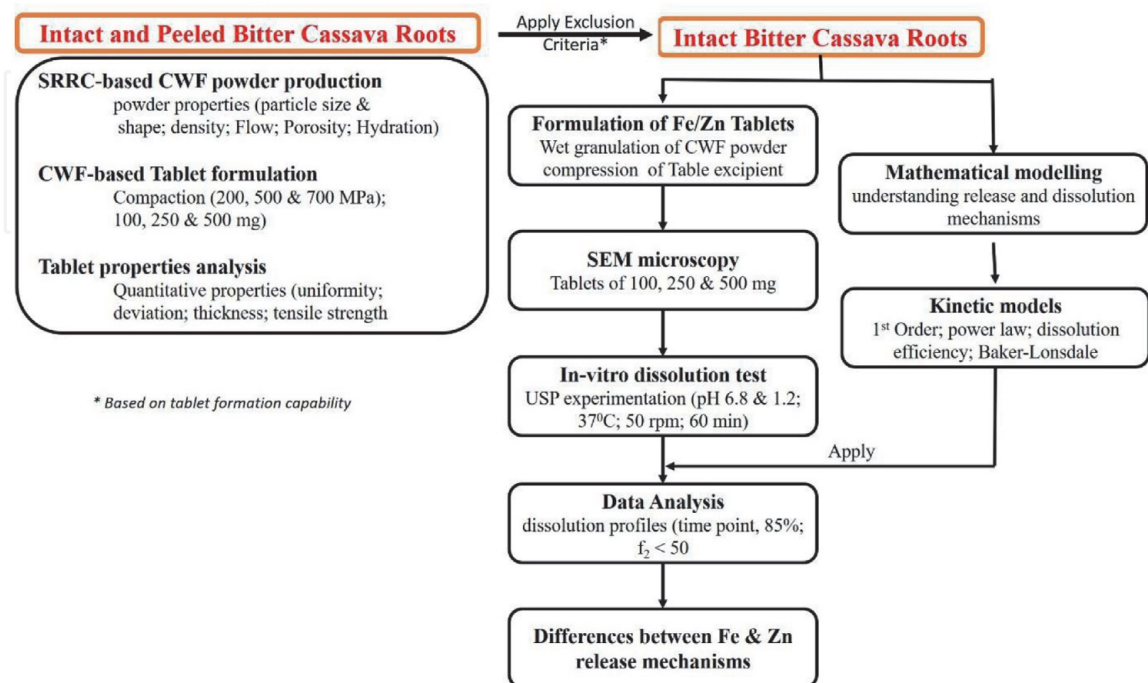 Intact and Peeled Bitter Cassava Roots
Apply Exclusion
Criteria*
Intact Bitter Cassava Roots
SRRC-based CWF powder production
powder properties (particle size &
shape; density; Flow; Porosity; Hydration)
CWF-based Tablet formulation
Compaction (200, 500 & 700 MPa);
100, 250 & 500 mg)
Tablet properties analysis
Quantitative properties (uniformity;
deviation; thickness; tensile strength
* Based on tablet formation capability
Formulation of Fe/Zn Tablets
Wet granulation of CWF powder
compression of Table excipient
SEM microscopy
Tablets of 100, 250 & 500 mg
In-vitro dissolution test
USP experimentation (pH 6.8 & 1.2;
37⁰C; 50 rpm; 60 min)
Mathematical modelling
understanding release and dissolution
mechanisms
Kinetic models
1st Order; power law; dissolution
efficiency; Baker-Lonsdale
Apply
Data Analysis
dissolution profiles (time point, 85%;
f₂ < 50
Differences between Fe & Zn
release mechanisms